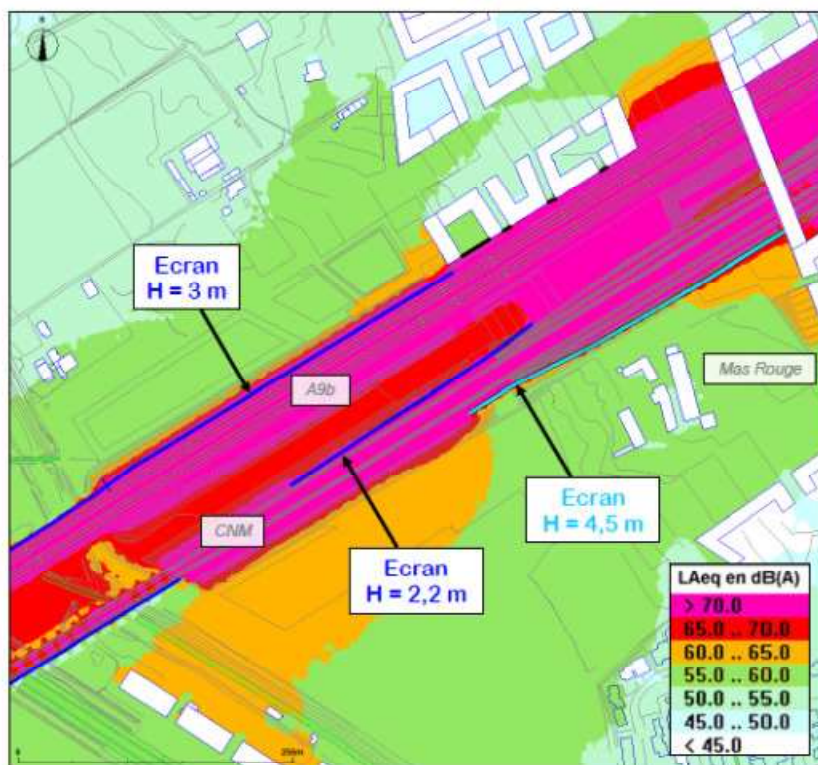 Ecran
H = 3 m
A9b
Mas Rouge
Ecran
H = 4,5 m
CNM
Ecran
H = 2,2 m
LAeq en dB(A)
> 70.0
65.0 .. 70.0
60.0 .. 65.0
55.0 .. 60.0
50.0 .. 55.0
45.0 .. 50.0
< 45.0